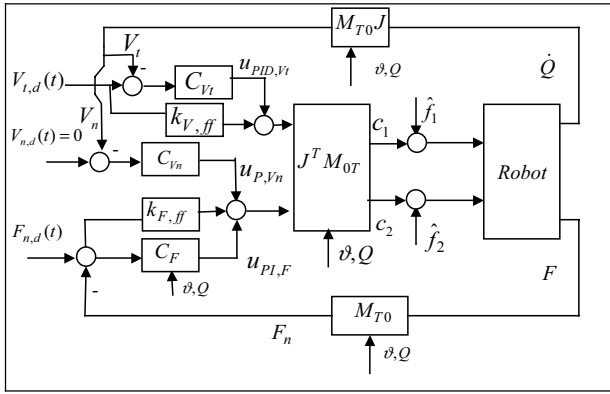 M_{T0}J
V_t
-
u_{PID,Vt}
\dot{Q}
C_{Vt}
ϑ,Q
V_{t,d}(t)
V_n
k_{V,ff}
\hat{f}_1
V_{n,d}(t)=0
-
C_{Vn}
J^T M_{0T}
c_1
Robot
u_{P,Vn}
k_{F,ff}
F_{n,d}(t)
C_F
c_2
u_{PI,F}
\hat{f}_2
-
ϑ,Q
ϑ,Q
F
F_n
M_{T0}
ϑ,Q